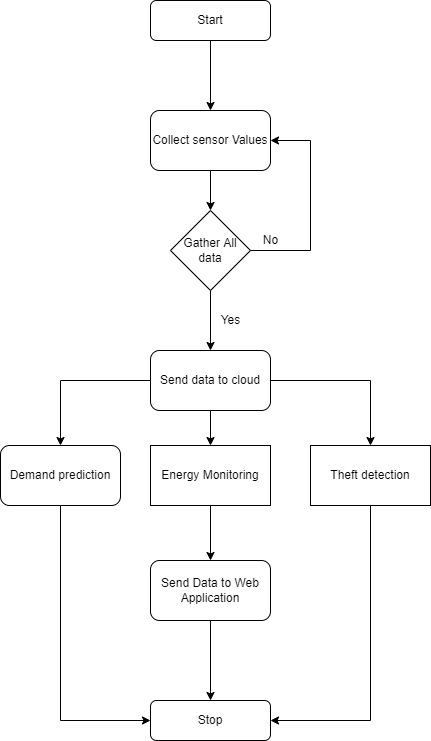 Start
Collect sensor Values
Gather All
data
No
Yes
Send data to cloud
Demand prediction
Energy Monitoring
Theft detection
Send Data to Web
Application
Stop